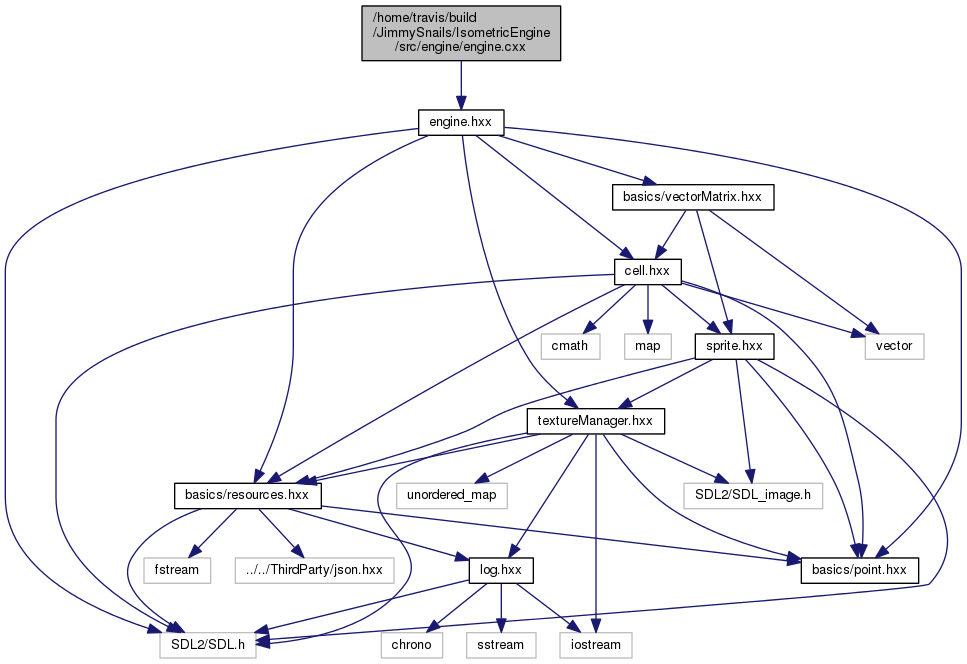 /home/travis/build
/JimmySnails/IsometricEngine
/src/engine/engine.cxx
engine.hxx
basics/vectorMatrix.hxx
cell.hxx
cmath
map
sprite.hxx
vector
textureManager.hxx
basics/resources.hxx
unordered_map
SDL2/SDL_image.h
fstream
../../ThirdParty/json.hxx
log.hxx
basics/point.hxx
SDL2/SDL.h
chrono
sstream
iostream